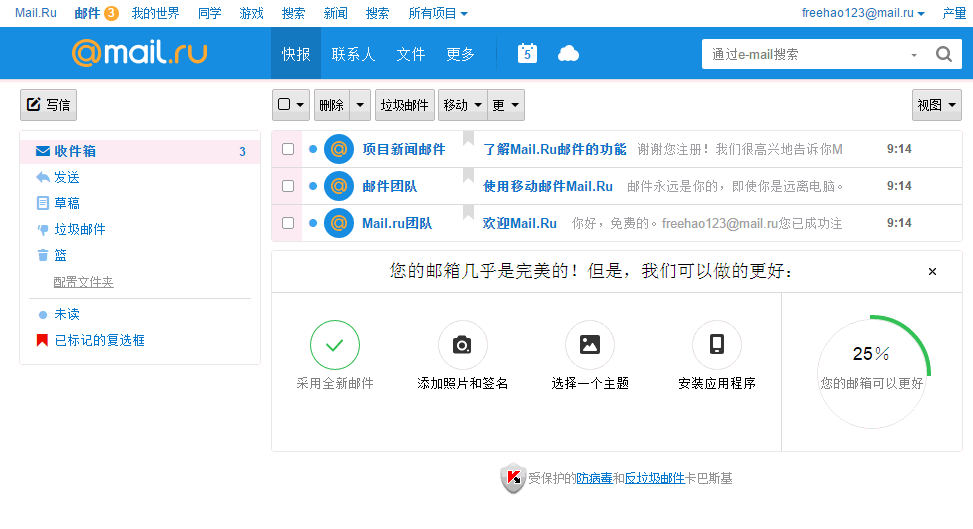 Mail.Ru 邮件 3 我的世界 同学 游戏 搜索 新闻 搜索 所有项目 freehao123@mail.ru 产量
@mail.ru 快报 联系人 文件 更多 5 通过e-mail搜索
写信 删除 垃圾邮件 移动 更 视图
收件箱 3
发送
草稿
垃圾邮件
篮
配置文件夹
未读
已标记的复选框
项目新闻邮件 了解Mail.Ru邮件的功能 谢谢您注册！我们很高兴地告诉你M 9:14
邮件团队 使用移动邮件Mail.Ru 邮件永远是你的，即使你是远离电脑。 9:14
Mail.ru团队 欢迎Mail.Ru 你好，免费的。freehao123@mail.ru您已成功注 9:14
您的邮箱几乎是完美的！但是，我们可以做的更好：
采用全新邮件 添加照片和签名 选择一个主题 安装应用程序
25%
您的邮箱可以更好
受保护的防病毒和反垃圾邮件卡巴斯基